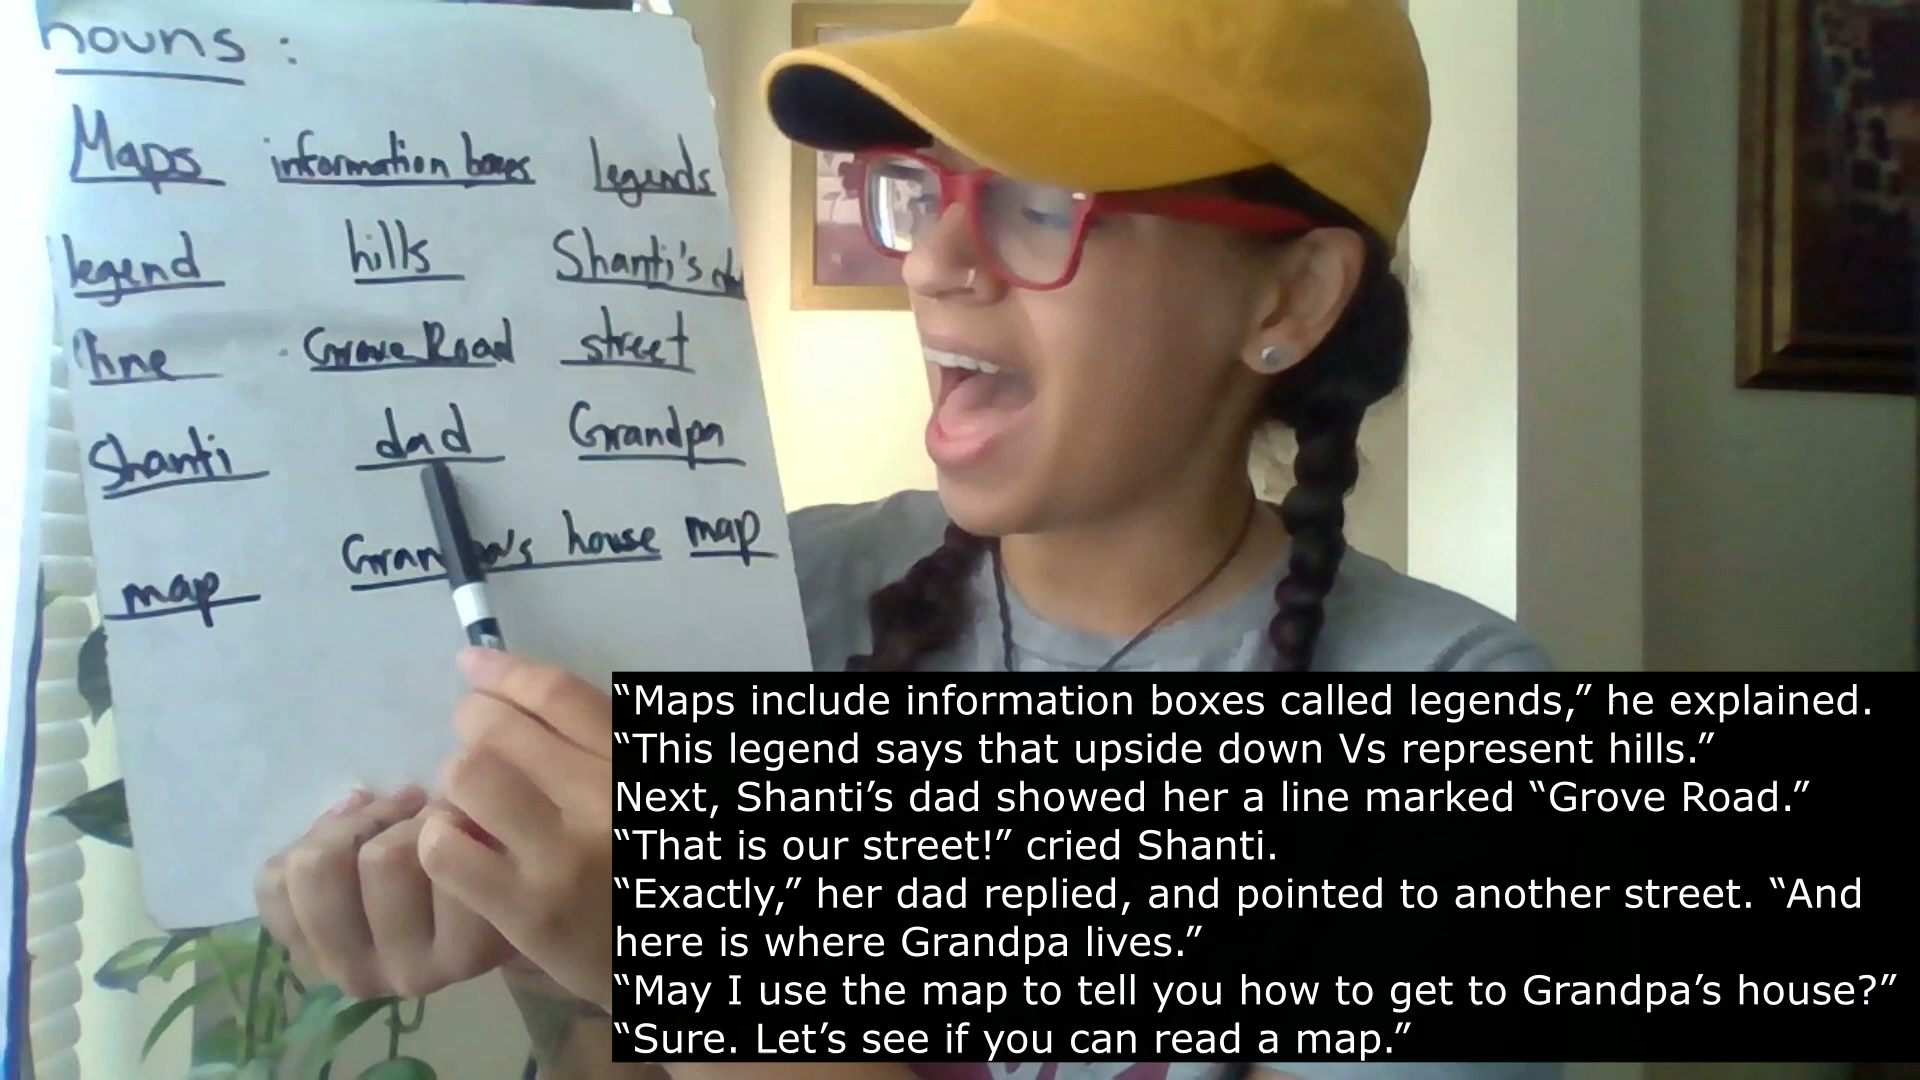 nouns :
Maps information boxes legends
legend hills Shanti's
line Grove Road street
Shanti dad Grandpa
Grandpa's house map
map
“Maps include information boxes called legends,” he explained.
“This legend says that upside down Vs represent hills.”
Next, Shanti’s dad showed her a line marked “Grove Road.”
“That is our street!” cried Shanti.
“Exactly,” her dad replied, and pointed to another street. “And
here is where Grandpa lives.”
“May I use the map to tell you how to get to Grandpa’s house?”
“Sure. Let’s see if you can read a map.”